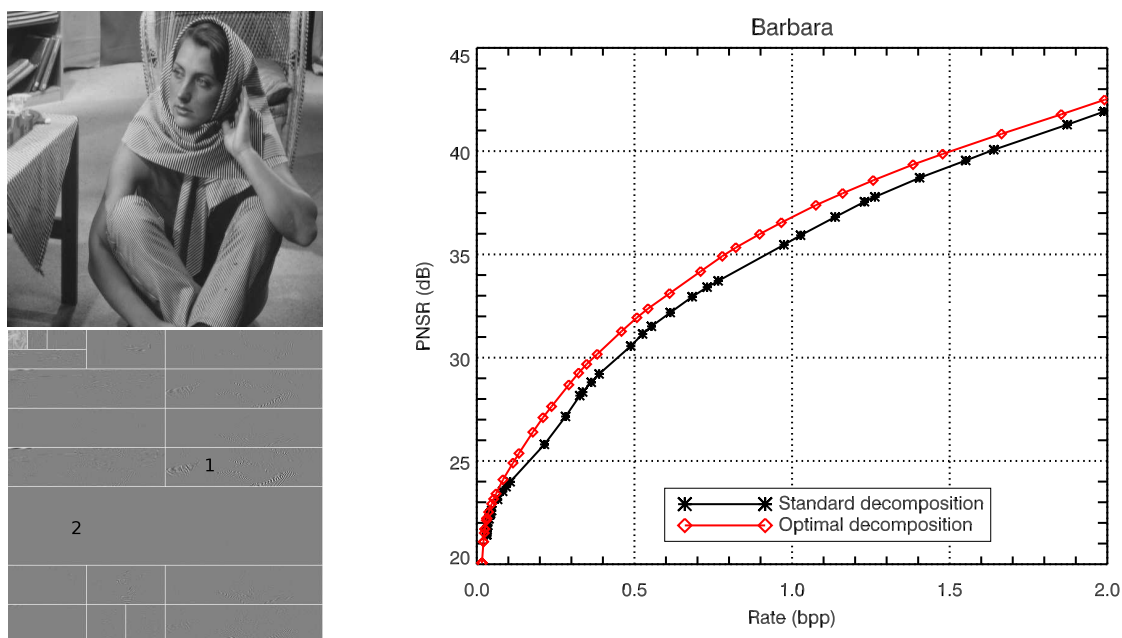 Barbara
45
40
35
30
25
20
PNSR (dB)
0.0 0.5 1.0 1.5 2.0
Rate (bpp)
Standard decomposition
Optimal decomposition
1
2